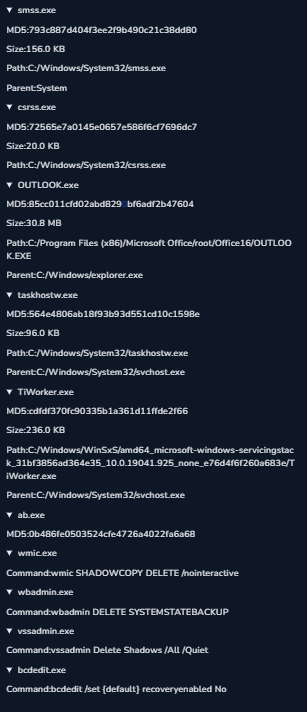 ▼ smss.exe
MD5:793c887d404f3ee2f9b490c21c38dd80
Size:156.0 KB
Path:C:/Windows/System32/smss.exe
Parent:System
▼ csrss.exe
MD5:72565e7a0145e0657e586f6cf7696dc7
Size:20.0 KB
Path:C:/Windows/System32/csrss.exe
▼ OUTLOOK.exe
Size:30.8 MB
Path:C:/Program Files (x86)/Microsoft Office/root/Office16/OUTLOO
K.EXE
Parent:C:/Windows/explorer.exe
▼ taskhostw.exe
MD5:564e4806ab18f93b93d551cd10c1598e
Size:96.0 KB
Path:C:/Windows/System32/taskhostw.exe
Parent:C:/Windows/System32/svchost.exe
▼ TiWorker.exe
MD5:cdfdf370fc90335b1a361d11ffde2f66
Size:236.0 KB
Path:C:/Windows/WinSxS/amd64_microsoft-windows-servicingstac
k_31bf3856ad364e35_10.0.19041.925_none_e76d4f6f260a683e/T
iWorker.exe
Parent:C:/Windows/System32/svchost.exe
▼ ab.exe
MD5:0b486fe0503524cfe4726a4022fa6a68
▼ wmic.exe
Command:wmic SHADOWCOPY DELETE /nointeractive
▼ wbadmin.exe
Command:wbadmin DELETE SYSTEMSTATEBACKUP
▼ vssadmin.exe
Command:vssadmin Delete Shadows /All /Quiet
▼ bcdedit.exe
Command:bcdedit /set {default} recoveryenabled No